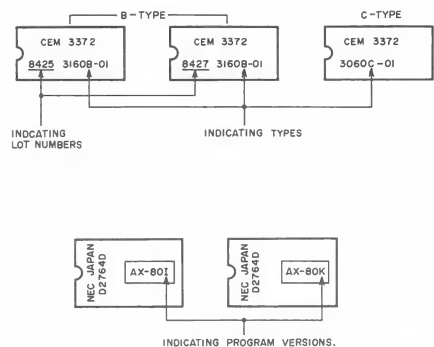 B-TYPE
C-TYPE
CEM 3372
8425 3160B-01
CEM 3372
8427 3160B-01
CEM 3372
3060C-01
INDCATING
LOT NUMBERS
INDICATING TYPES
NEC JAPAN
D2764D
AX-80I
NEC JAPAN
D2764D
AX-80K
INDICATING PROGRAM VERSIONS.